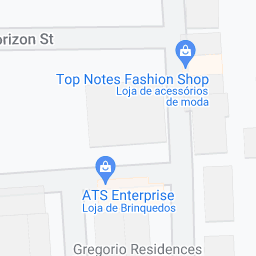 orizon St
Top Notes Fashion Shop
Loja de acessórios
de moda
ATS Enterprise
Loja de Brinquedos
Gregorio Residences